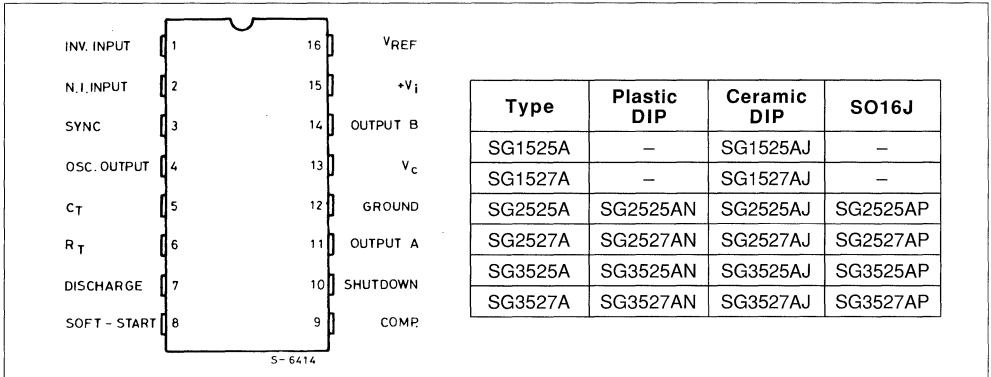 INV. INPUT 1 16 VREF
N.I. INPUT 2 15 +Vi
SYNC 3 14 OUTPUT B
OSC. OUTPUT 4 13 Vc
CT 5 12 GROUND
RT 6 11 OUTPUT A
DISCHARGE 7 10 SHUTDOWN
SOFT - START 8 9 COMP.
S- 6414
Type Plastic DIP Ceramic DIP SO16J
SG1525A – SG1525AJ –
SG1527A – SG1527AJ –
SG2525A SG2525AN SG2525AJ SG2525AP
SG2527A SG2527AN SG2527AJ SG2527AP
SG3525A SG3525AN SG3525AJ SG3525AP
SG3527A SG3527AN SG3527AJ SG3527AP